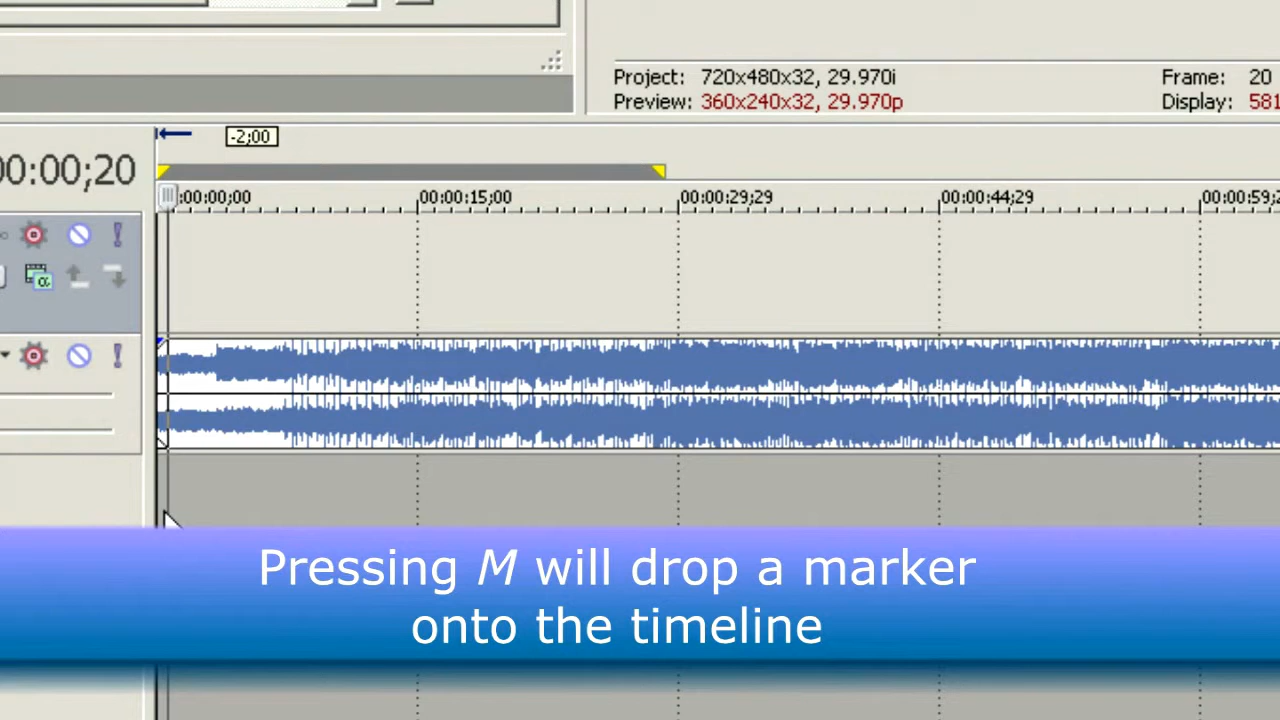 Project: 720x480x32, 29.970i
Frame: 20
Preview: 360x240x32, 29.970p
Display: 581
-2;00
00:00;20
:00:00;00
00:00:15;00
00:00:29;29
00:00:44;29
00:00:59;2
Pressing M will drop a marker
onto the timeline